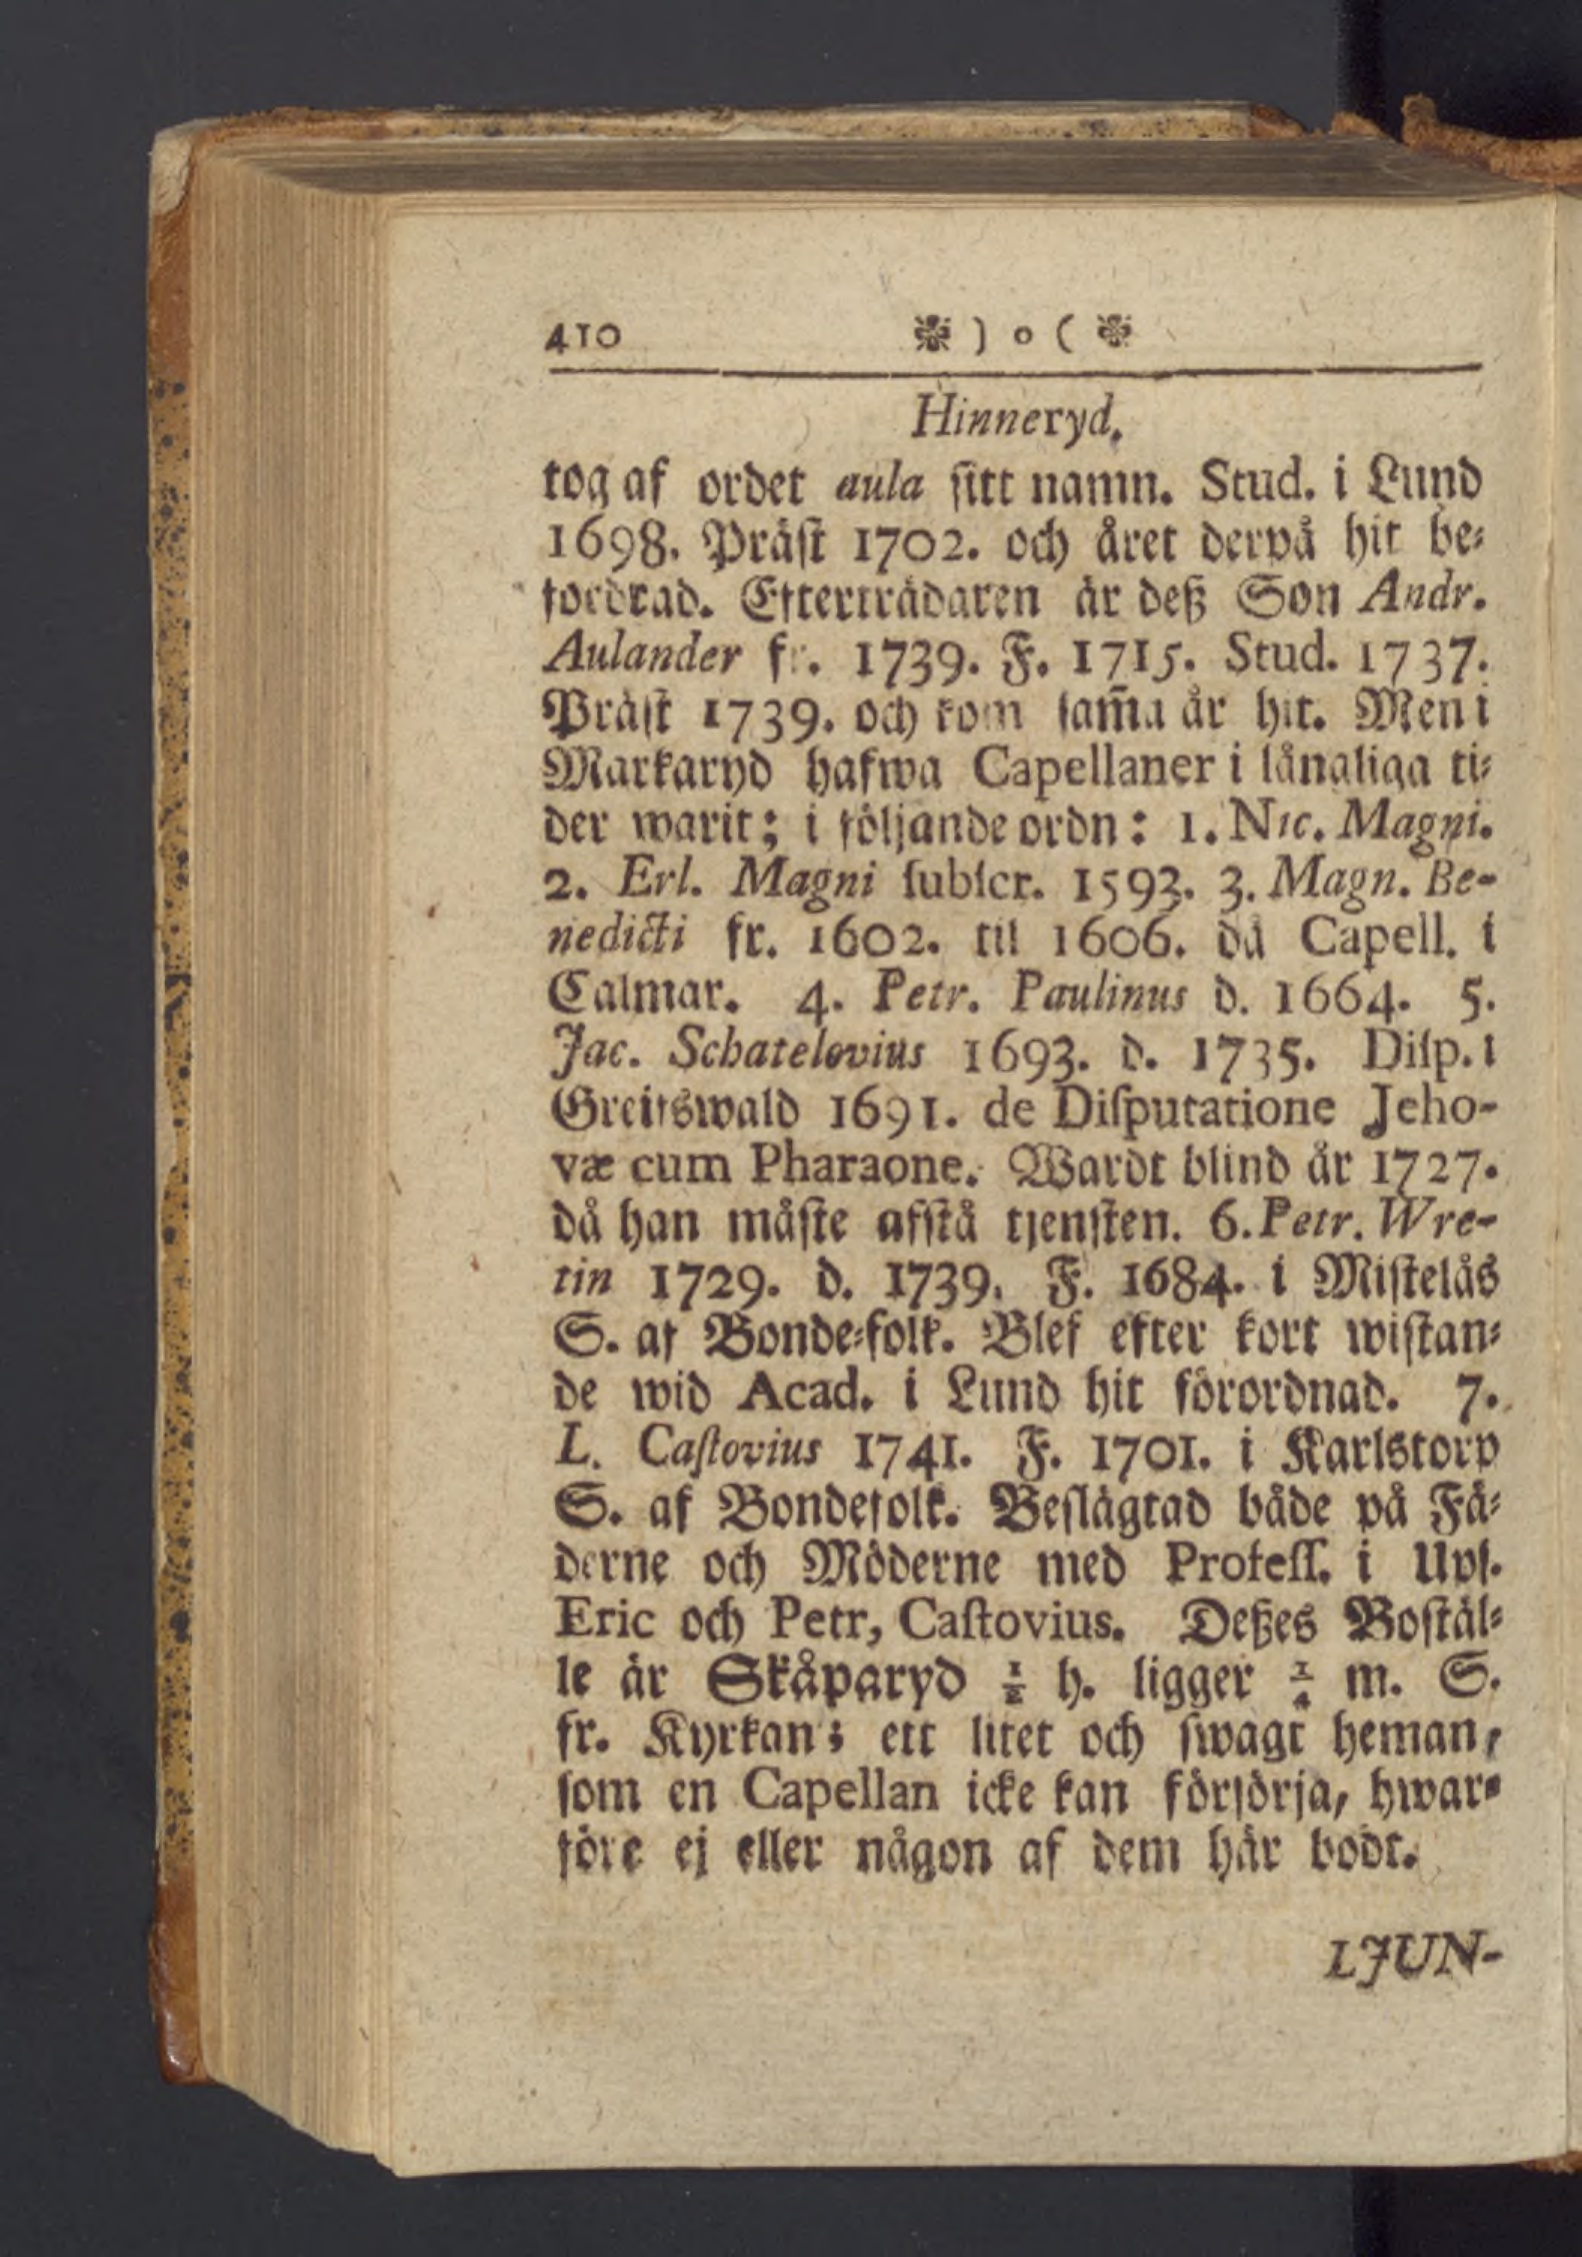 410 ❉ ) o ( ❉
Hinneryd.
tog af ordet aula ſitt namn. Stud. i Lund
1698. Präſt 1702. och året derpå hit be-
fordrad. Efterträdaren är deß Son Andr.
Aulander fr. 1739. F. 1715. Stud. 1737.
Präſt 1739. och kom ſam̃a år hit. Men i
Markaryd hafwa Capellaner i långliga ti-
der warit; i följande ordn: 1. Nic. Magni.
2. Erl. Magni ſubſcr. 1593. 3. Magn. Be-
nedicti fr. 1602. til 1606. då Capell. i
Calmar. 4. Petr. Paulinus d. 1664. 5.
Jac. Schatelovius 1693. d. 1735. Diſp. i
Greifswald 1691. de Diſputatione Jeho-
væ cum Pharaone. Wardt blind år 1727.
då han måſte afſtå tjenſten. 6. Petr. Wre-
tin 1729. d. 1739. F. 1684. i Miſtelås
S. af Bonde-folk. Blef efter kort wiſtan-
de wid Acad. i Lund hit förordnad. 7.
L. Caſtovius 1741. F. 1701. i Karlstorp
S. af Bondefolk. Beſlägtad både på Fä-
derne och Möderne med Profeſſ. i Upſ.
Eric och Petr, Caſtovius. Deßes Boſtäl-
le är Skåparyd ½ h. ligger ¼ m. S.
fr. Kyrkan; ett litet och ſwagt heman,
ſom en Capellan icke kan förſörja, hwar-
före ej eller någon af dem här bodt.
LJUN-